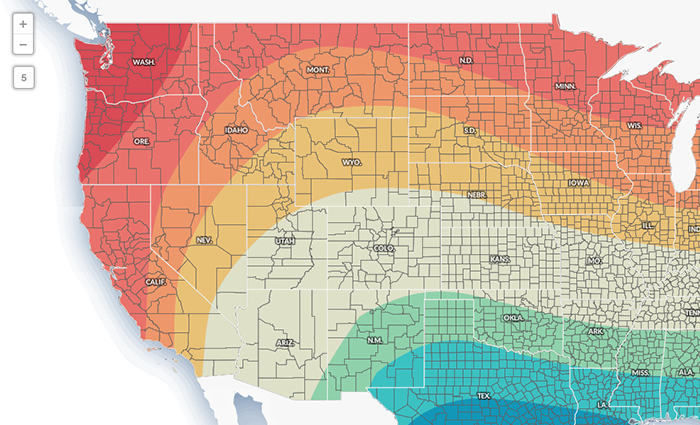 +
−
5
WASH.
MONT.
N.D.
MINN.
ORE.
IDAHO
S.D.
WIS.
WYO.
IOWA
NEBR.
NEV.
UTAH
COLO.
ILL.
IND
KANS.
MO.
CALIF.
TENN
ARIZ.
N.M.
OKLA.
ARK.
MISS.
ALA.
TEX.
LA.